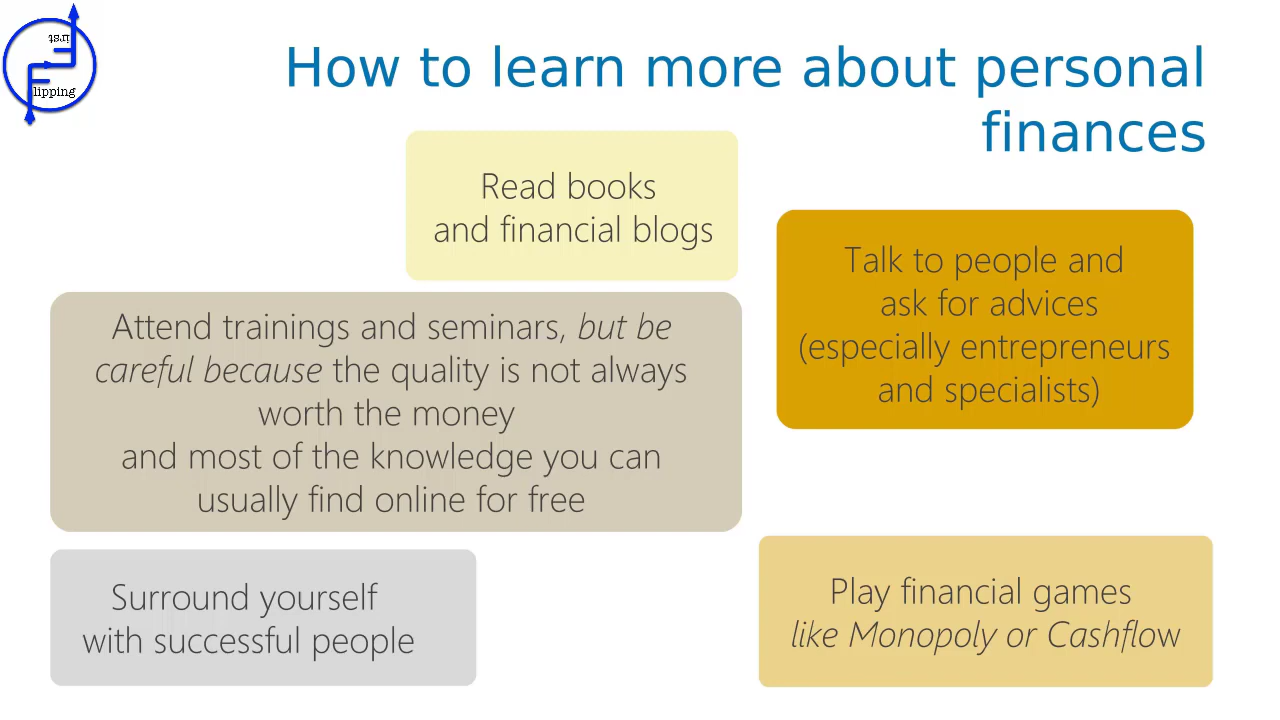 irst
lipping
How to learn more about personal
finances
Read books
and financial blogs
Talk to people and
ask for advices
(especially entrepreneurs
and specialists)
Attend trainings and seminars, but be
careful because the quality is not always
worth the money
and most of the knowledge you can
usually find online for free
Surround yourself
with successful people
Play financial games
like Monopoly or Cashflow